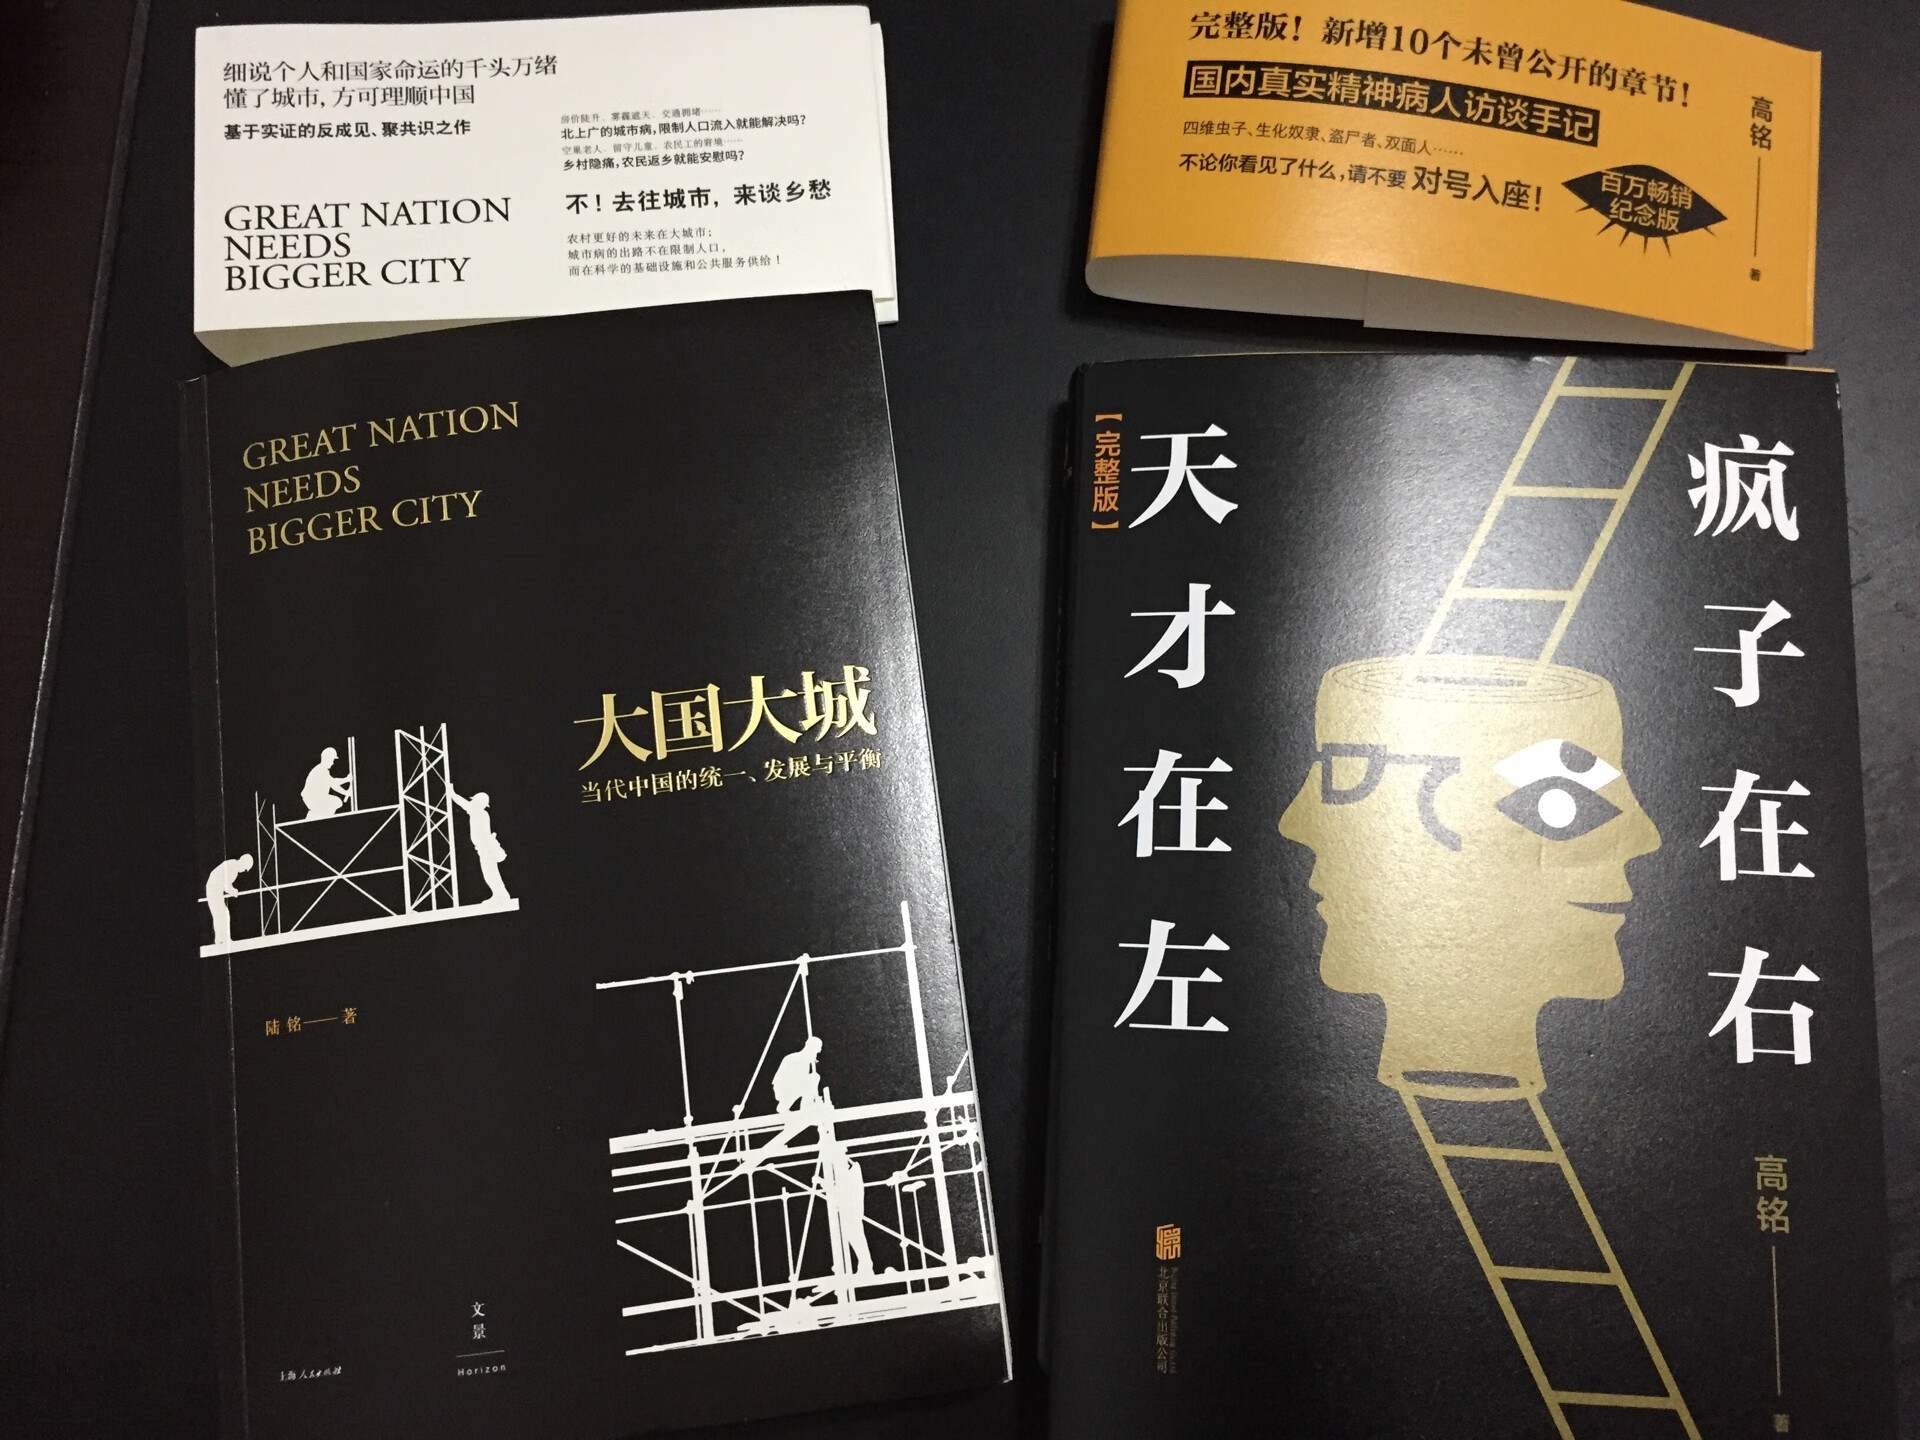 细说个人和国家命运的千头万绪
懂了城市，方可理顺中国
基于实证的反成见、聚共识之作
GREAT NATION
NEEDS
BIGGER CITY
房价陡升、雾霾遮天、交通拥堵……
北上广的城市病，限制人口流入就能解决吗？
空巢老人、留守儿童、农民工的窘境……
乡村隐痛，农民返乡就能安慰吗？
不！去往城市，来谈乡愁
农村更好的未来在大城市；
城市病的出路不在限制人口，
而在科学的基础设施和公共服务供给！
GREAT NATION
NEEDS
BIGGER CITY
大国大城
当代中国的统一、发展与平衡
陆铭——著
文景
Horizon
上海人民出版社
完整版！新增10个未曾公开的章节！
国内真实精神病人访谈手记
四维虫子、生化奴隶、盗尸者、双面人……
不论你看见了什么，请不要 对号入座！
百万畅销
纪念版
高铭——著
【完整版】
天才在左
疯子在右
高铭——著
北京联合出版公司